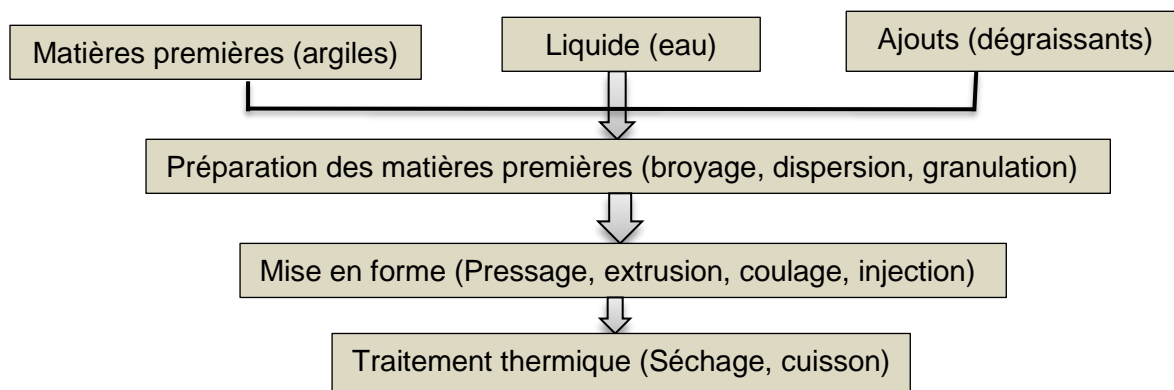 Matières premières (argiles)
Liquide (eau)
Ajouts (dégraissants)
Préparation des matières premières (broyage, dispersion, granulation)
Mise en forme (Pressage, extrusion, coulage, injection)
Traitement thermique (Séchage, cuisson)